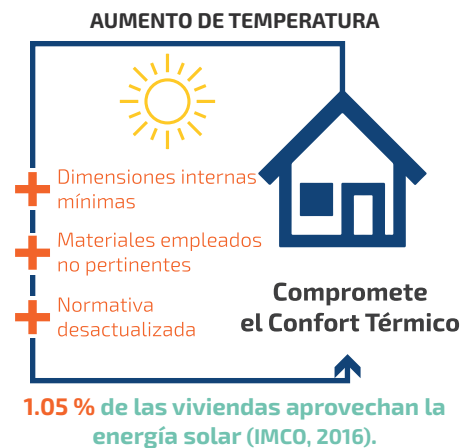 AUMENTO DE TEMPERATURA
Dimensiones internas
mínimas
Materiales empleados
no pertinentes
Normativa
desactualizada
Compromete
el Confort Térmico
1.05 % de las viviendas aprovechan la
energía solar (IMCO, 2016).